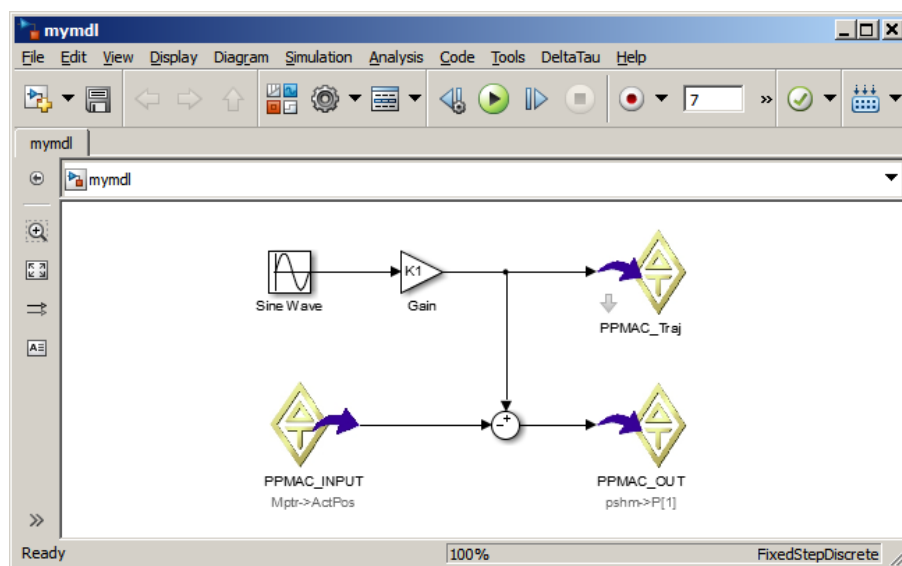 mymdl
File Edit View Display Diagram Simulation Analysis Code Tools DeltaTau Help
7 »
mymdl
mymdl
K1
Sine Wave Gain
PPMAC_Traj
- +
PPMAC_INPUT PPMAC_OUT
Mptr->ActPos pshm->P[1]
Ready 100% FixedStepDiscrete